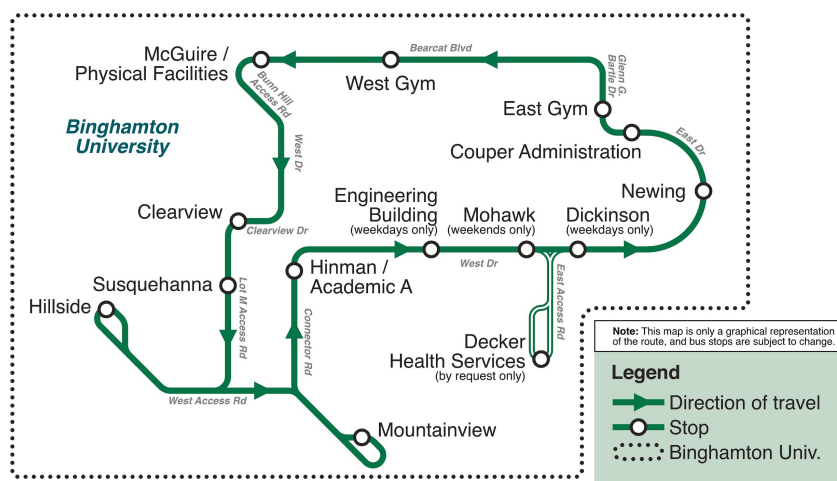 Bearcat Blvd
McGuire /
Physical Facilities
West Gym
Glenn G.
Bartle Dr
Bunn Hill
Access Rd
East Gym
Binghamton
University
Couper Administration
East Dr
West Dr
Newing
Engineering
Building
(weekdays only)
Mohawk
(weekends only)
Dickinson
(weekdays only)
Clearview
Clearview Dr
West Dr
Hinman /
Academic A
Susquehanna
Lot M Access Rd
East Access Rd
Hillside
Connector Rd
Decker
Health Services
(by request only)
West Access Rd
Mountainview
Note: This map is only a graphical representation
of the route, and bus stops are subject to change.
Legend
Direction of travel
Stop
Binghamton Univ.